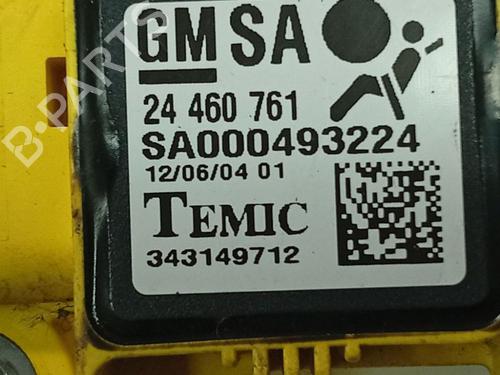 GM SA
24 460 761
SA000493224
12/06/04 01
TEMIC
343149712
B-PARTS